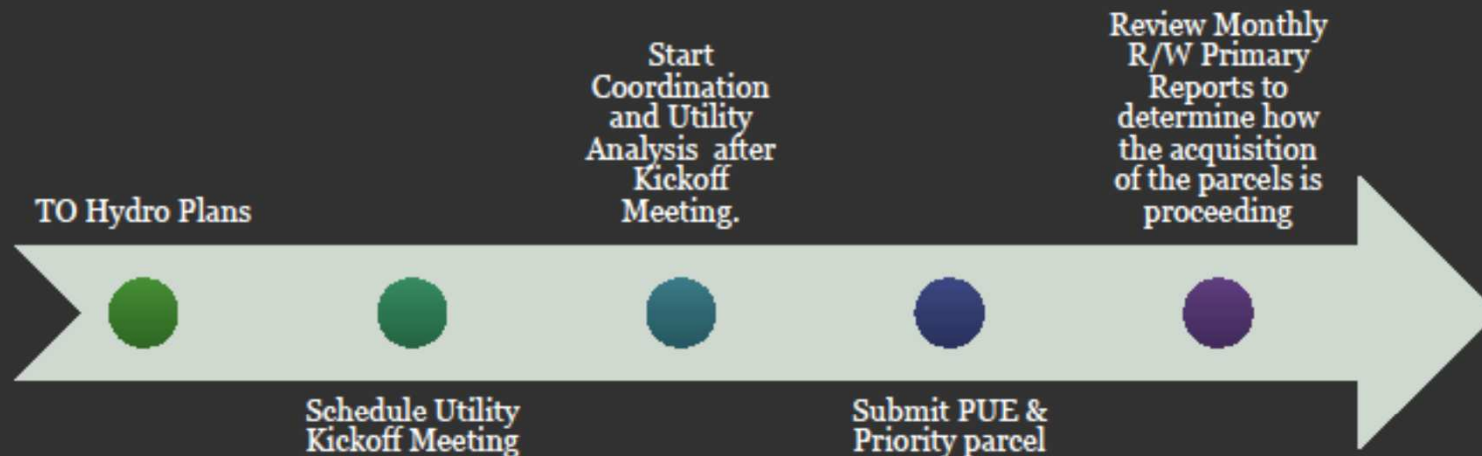 TO Hydro Plans
Schedule Utility
Kickoff Meeting
Start
Coordination
and Utility
Analysis  after
Kickoff
Meeting.
Submit PUE &
Priority parcel
Review Monthly
R/W Primary
Reports to
determine how
the acquisition
of the parcels is
proceeding